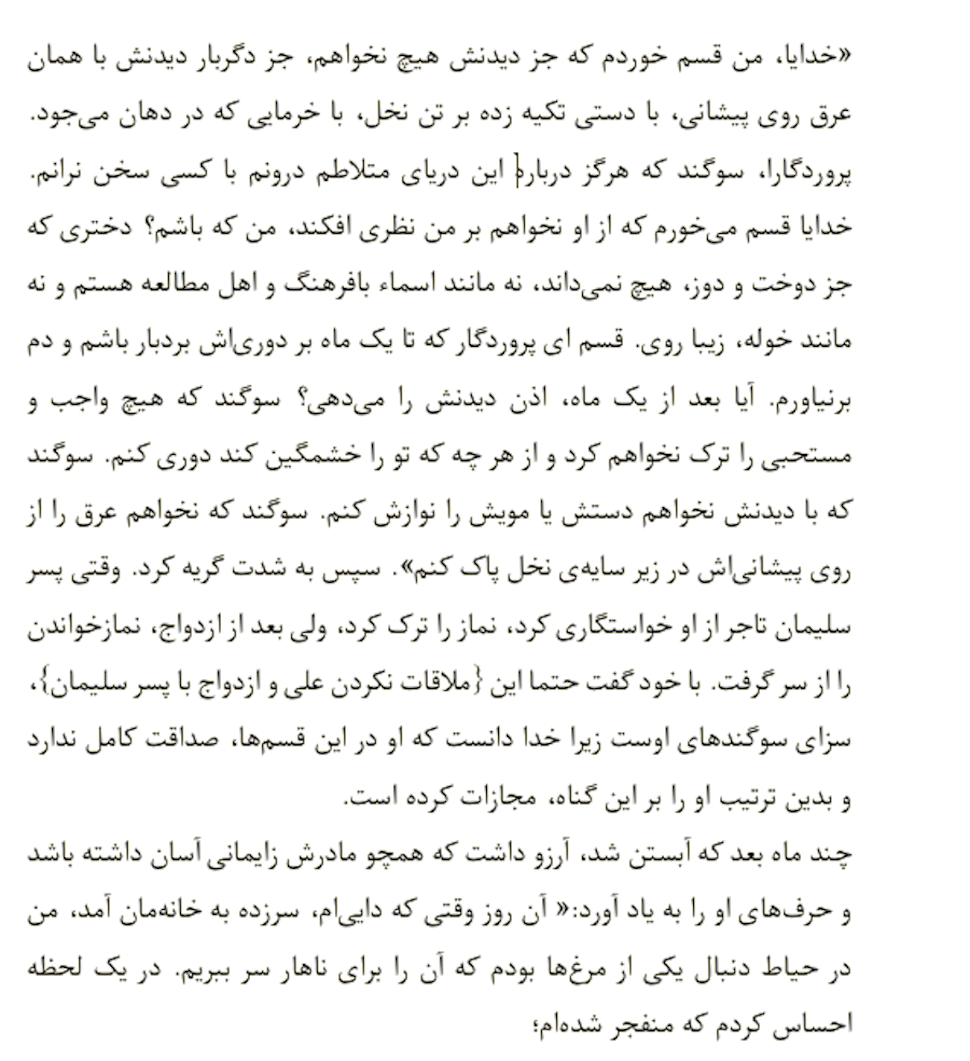 «خدایا، من قسم خوردم که جز دیدنش هیچ نخواهم، جز دگربار دیدنش با همان
عرق روی پیشانی، با دستی تکیه زده بر تن نخل، با خرمایی که در دهان می‌جود.
پروردگارا، سوگند که هرگز درباره این دریای متلاطم درونم با کسی سخن نرانم.
خدایا قسم می‌خورم که از او نخواهم بر من نظری افکند، من که باشم؟ دختری که
جز دوخت و دوز، هیچ نمی‌داند، نه مانند اسماء بافرهنگ و اهل مطالعه هستم و نه
مانند خوله، زیبا روی. قسم ای پروردگار که تا یک ماه بر دوری‌اش بردبار باشم و دم
برنیاورم. آیا بعد از یک ماه، اذن دیدنش را می‌دهی؟ سوگند که هیچ واجب و
مستحبی را ترک نخواهم کرد و از هر چه که تو را خشمگین کند دوری کنم. سوگند
که با دیدنش نخواهم دستش یا مویش را نوازش کنم. سوگند که نخواهم عرق را از
روی پیشانی‌اش در زیر سایه‌ی نخل پاک کنم». سپس به شدت گریه کرد. وقتی پسر
سلیمان تاجر از او خواستگاری کرد، نماز را ترک کرد، ولی بعد از ازدواج، نمازخواندن
را از سر گرفت. با خود گفت حتما این {ملاقات نکردن علی و ازدواج با پسر سلیمان}،
سزای سوگندهای اوست زیرا خدا دانست که او در این قسم‌ها، صداقت کامل ندارد
و بدین ترتیب او را بر این گناه، مجازات کرده است.
چند ماه بعد که آبستن شد، آرزو داشت که همچو مادرش زایمانی آسان داشته باشد
و حرف‌های او را به یاد آورد:« آن روز وقتی که دایی‌ام، سرزده به خانه‌مان آمد، من
در حیاط دنبال یکی از مرغ‌ها بودم که آن را برای ناهار سر ببریم. در یک لحظه
احساس کردم که منفجر شده‌ام؛